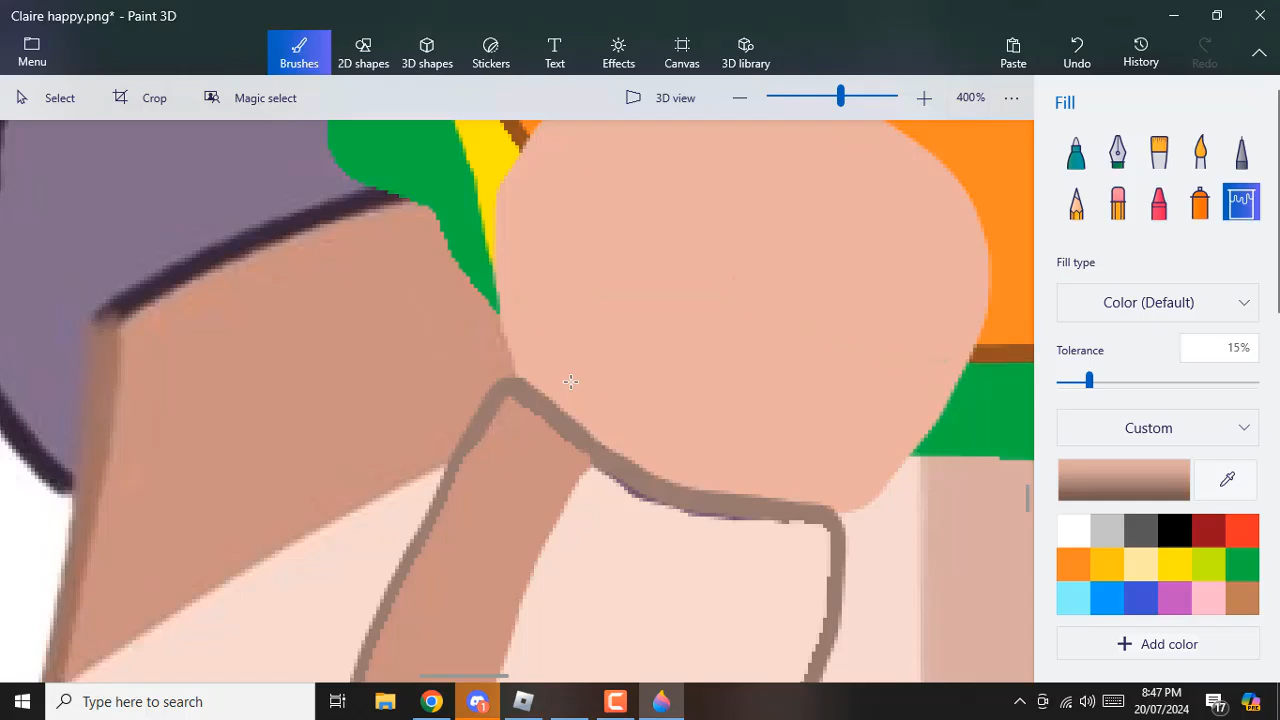 Claire happy.png* - Paint 3D
Menu
Brushes
2D shapes
3D shapes
Stickers
Text
Effects
Canvas
3D library
Paste
Undo
History
Redo
Select
Crop
Magic select
3D view
400%
Fill
Fill type
Color (Default)
Tolerance
15%
Custom
Add color
Type here to search
1
8:47 PM
20/07/2024
17
PRE